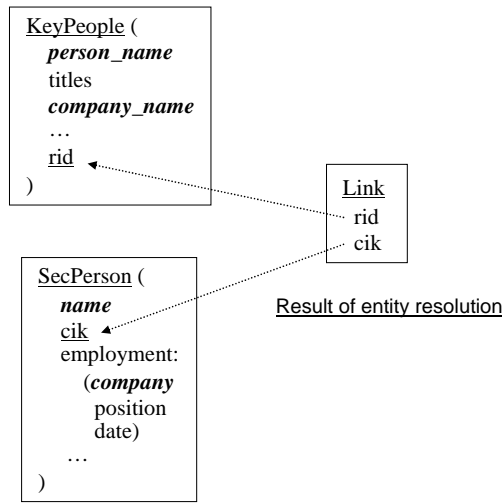 KeyPeople (
person_name
titles
company_name
…
rid
)
Link
rid
cik
Result of entity resolution
SecPerson (
name
cik
employment:
(company
position
date)
…
)